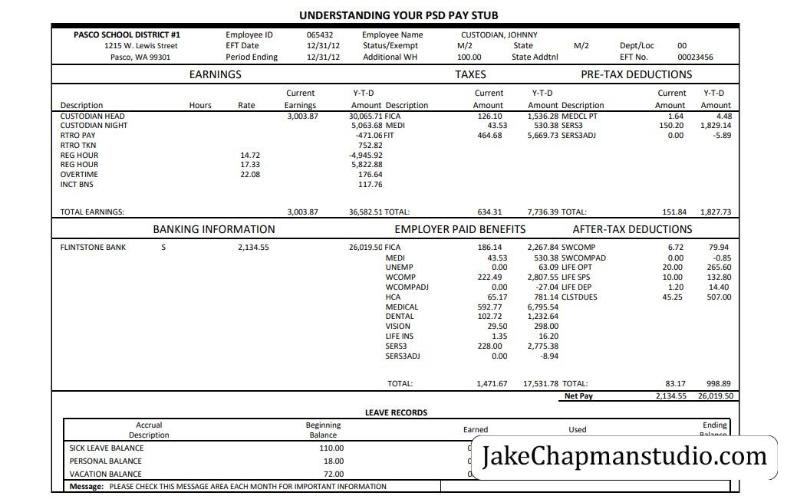 UNDERSTANDING YOUR PSD PAY STUB
PASCO SCHOOL DISTRICT #1 Employee ID 065432 Employee Name CUSTODIAN, JOHNNY
1215 W. Lewis Street EFT Date 12/31/12 Status/Exempt M/2 State M/2 Dept/Loc 00
Pasco, WA 99301 Period Ending 12/31/12 Additional WH 100.00 State Addtnl EFT No. 00023456
EARNINGS TAXES PRE-TAX DEDUCTIONS
Current Y-T-D Current Y-T-D Current Y-T-D
Description Hours Rate Earnings Amount Description Amount Amount Description Amount Amount
CUSTODIAN HEAD 3,003.87 30,065.71 FICA 126.10 1,536.28 MEDCL PT 1.64 4.48
CUSTODIAN NIGHT 5,063.68 MEDI 43.53 530.38 SERS3 150.20 1,829.14
RTRO PAY -471.06 FIT 464.68 5,669.73 SERS3ADJ 0.00 -5.89
RTRO TKN 752.82
REG HOUR 14.72 -4,945.92
REG HOUR 17.33 5,822.88
OVERTIME 22.08 176.64
INCT BNS 117.76
TOTAL EARNINGS: 3,003.87 36,582.51 TOTAL: 634.31 7,736.39 TOTAL: 151.84 1,827.73
BANKING INFORMATION EMPLOYER PAID BENEFITS AFTER-TAX DEDUCTIONS
FLINTSTONE BANK S 2,134.55 26,019.50 FICA 186.14 2,267.84 SWCOMP 6.72 79.94
MEDI 43.53 530.38 SWCOMPAD 0.00 -0.85
UNEMP 0.00 63.09 LIFE OPT 20.00 265.60
WCOMP 222.49 2,807.55 LIFE SPS 10.00 132.80
WCOMPADJ 0.00 -27.04 LIFE DEP 1.20 14.40
HCA 65.17 781.14 CLSTDUES 45.25 507.00
MEDICAL 592.77 6,795.54
DENTAL 102.72 1,232.64
VISION 29.50 298.00
LIFE INS 1.35 16.20
SERS3 228.00 2,775.38
SERS3ADJ 0.00 -8.94
TOTAL: 1,471.67 17,531.78 TOTAL: 83.17 998.89
Net Pay 2,134.55 26,019.50
LEAVE RECORDS
Accrual Beginning Ending
Description Balance Earned Used
SICK LEAVE BALANCE 110.00
PERSONAL BALANCE 18.00
VACATION BALANCE 72.00
JakeChapmanstudio.com
Message: PLEASE CHECK THIS MESSAGE AREA EACH MONTH FOR IMPORTANT INFORMATION